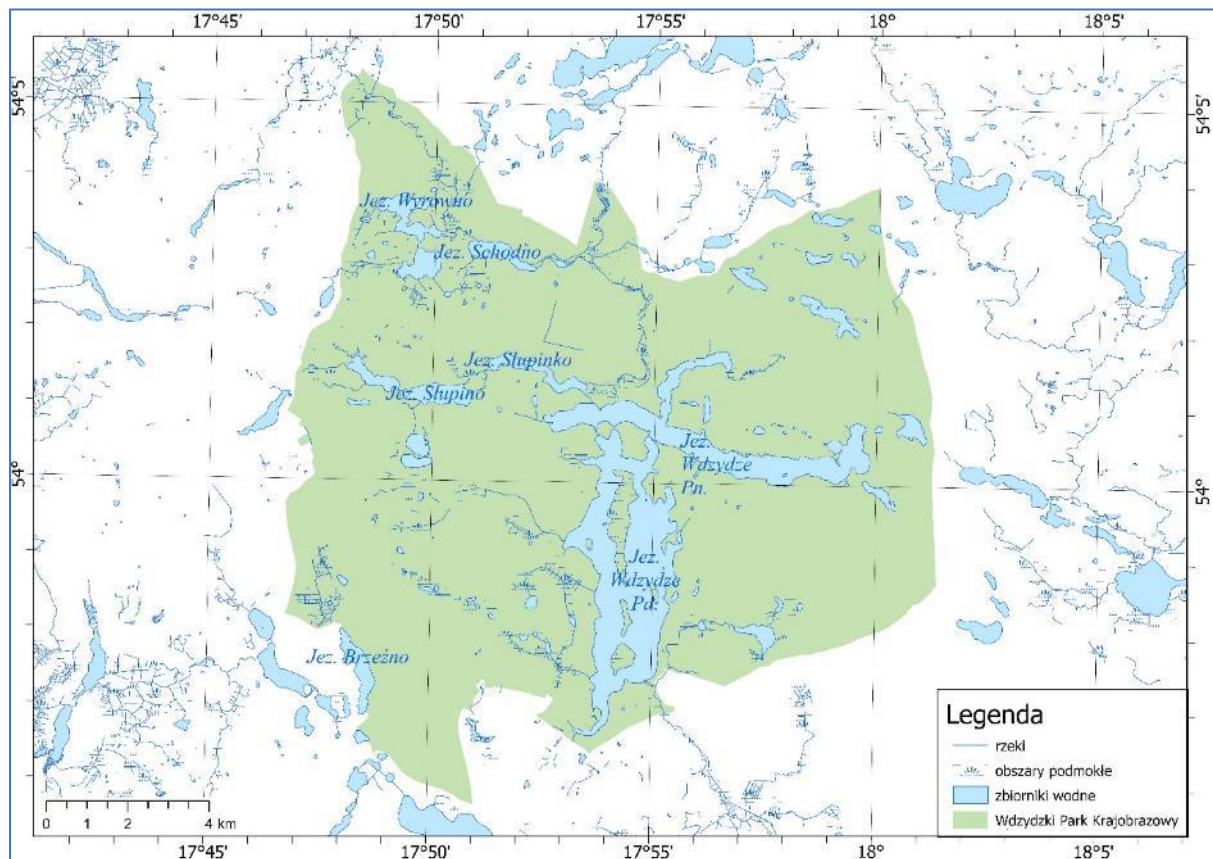 17°45'
17°50'
17°55'
18°
18°5'
54°5'
54°5'
Jez. Wyrówno
Jez. Schodno
Jez. Słupinko
Jez. Słupino
Jez.
Wdzydze
Pn.
54°
54°
Jez.
Wdzydze
Pd.
Jez. Brzeźno
Legenda
rzeki
obszary podmokłe
zbiorniki wodne
Wdzydzki Park Krajobrazowy
0 1 2 4 km
17°45'
17°50'
17°55'
18°
18°5'